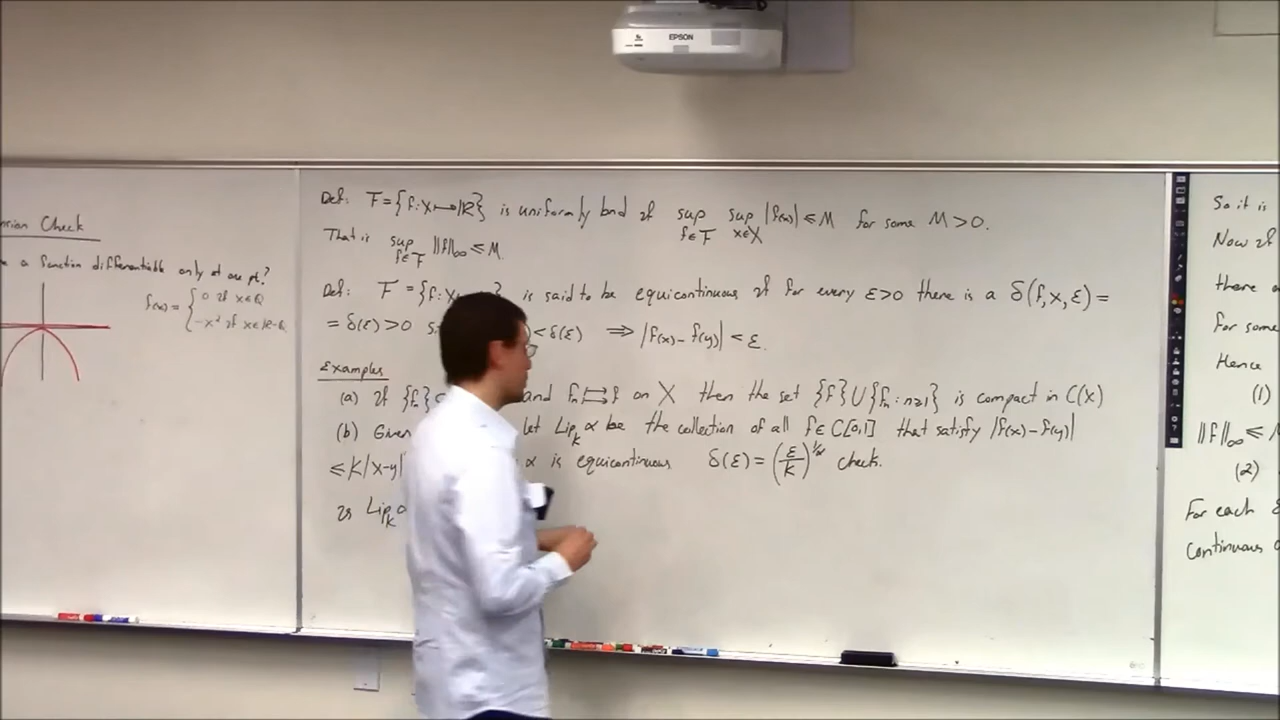 EPSON
Check
a function differentiable only at one pt?
f(x) = { 0 if x∈Q
-x² if x∈R-Q
Def: F = {f: X ↦ R} is uniformly bnd if sup f∈F sup x∈X |f(x)| ≤ M for some M > 0.
That is sup f∈F ||f||∞ ≤ M.
Def: F = {f: X is said to be equicontinuous if for every ε>0 there is a δ(f,x,ε) =
= δ(ε) > 0 < δ(ε) ⇒ |f(x) - f(y)| < ε.
Examples
(a) If {fn} and fn ⇉ f on X then the set {f} ∪ {fn : n≥1} is compact in C(X)
(b) Given let Lip_k α be the collection of all f∈C[0,1] that satisfy |f(x) - f(y)|
≤ K|x-y| α is equicontinuous δ(ε) = (ε/K)^{1/α} check.
Is Lip_k α
So it is
Now if
there
for some
Hence
(1)
||f||∞ ≤
(2)
For each
continuous